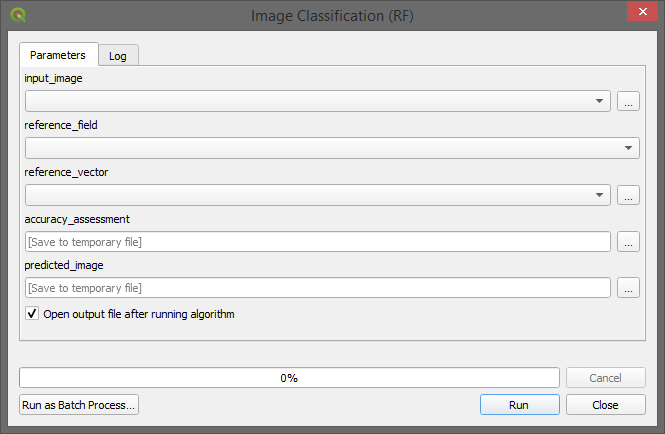 Image Classification (RF)
Parameters Log
input_image
...
reference_field
reference_vector
...
accuracy_assessment
[Save to temporary file] ...
predicted_image
[Save to temporary file] ...
Open output file after running algorithm
0% Cancel
Run as Batch Process... Run Close